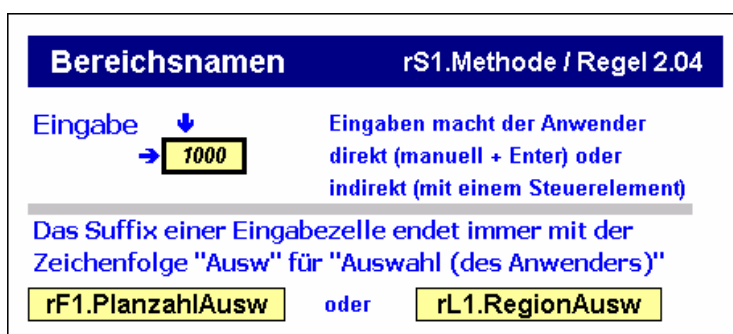 Bereichsnamen rS1.Methode / Regel 2.04
Eingabe
1000
Eingaben macht der Anwender
direkt (manuell + Enter) oder
indirekt (mit einem Steuerelement)
Das Suffix einer Eingabezelle endet immer mit der
Zeichenfolge "Ausw" für "Auswahl (des Anwenders)"
rF1.PlanzahlAusw oder rL1.RegionAusw